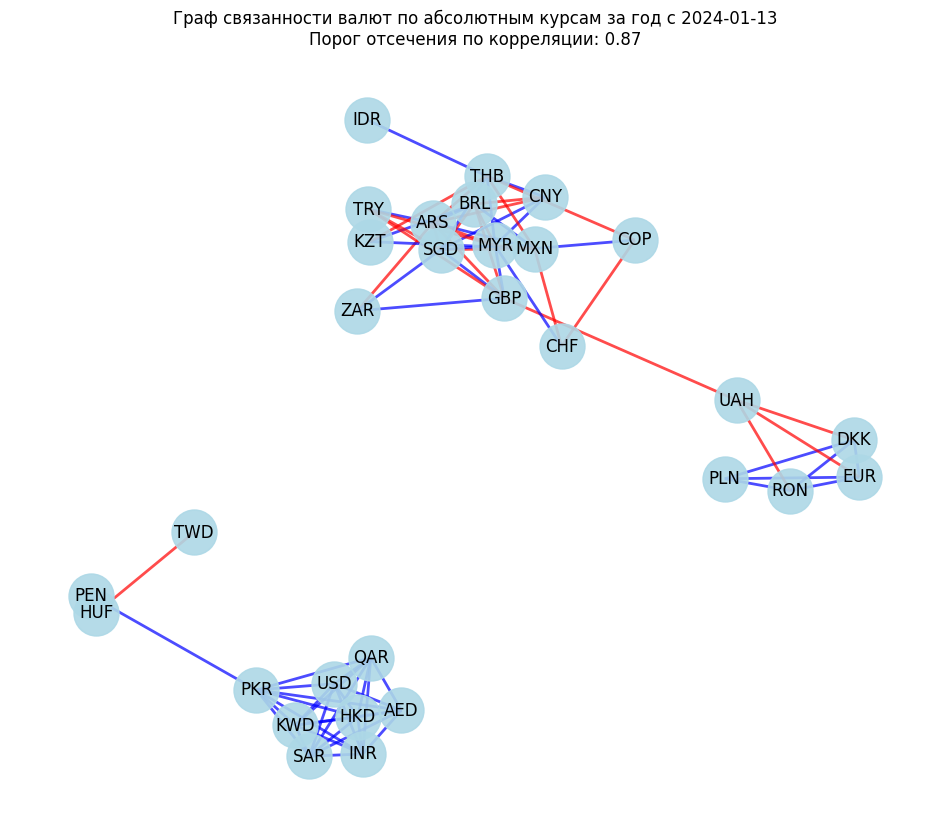 Граф связанности валют по абсолютным курсам за год с 2024-01-13
Порог отсечения по корреляции: 0.87
IDR
THB
CNY
BRL
TRY
ARS
KZT
SGD
MYR
MXN
COP
GBP
ZAR
CHF
UAH
DKK
PLN
EUR
RON
TWD
PEN
HUF
QAR
USD
PKR
AED
HKD
KWD
SAR
INR